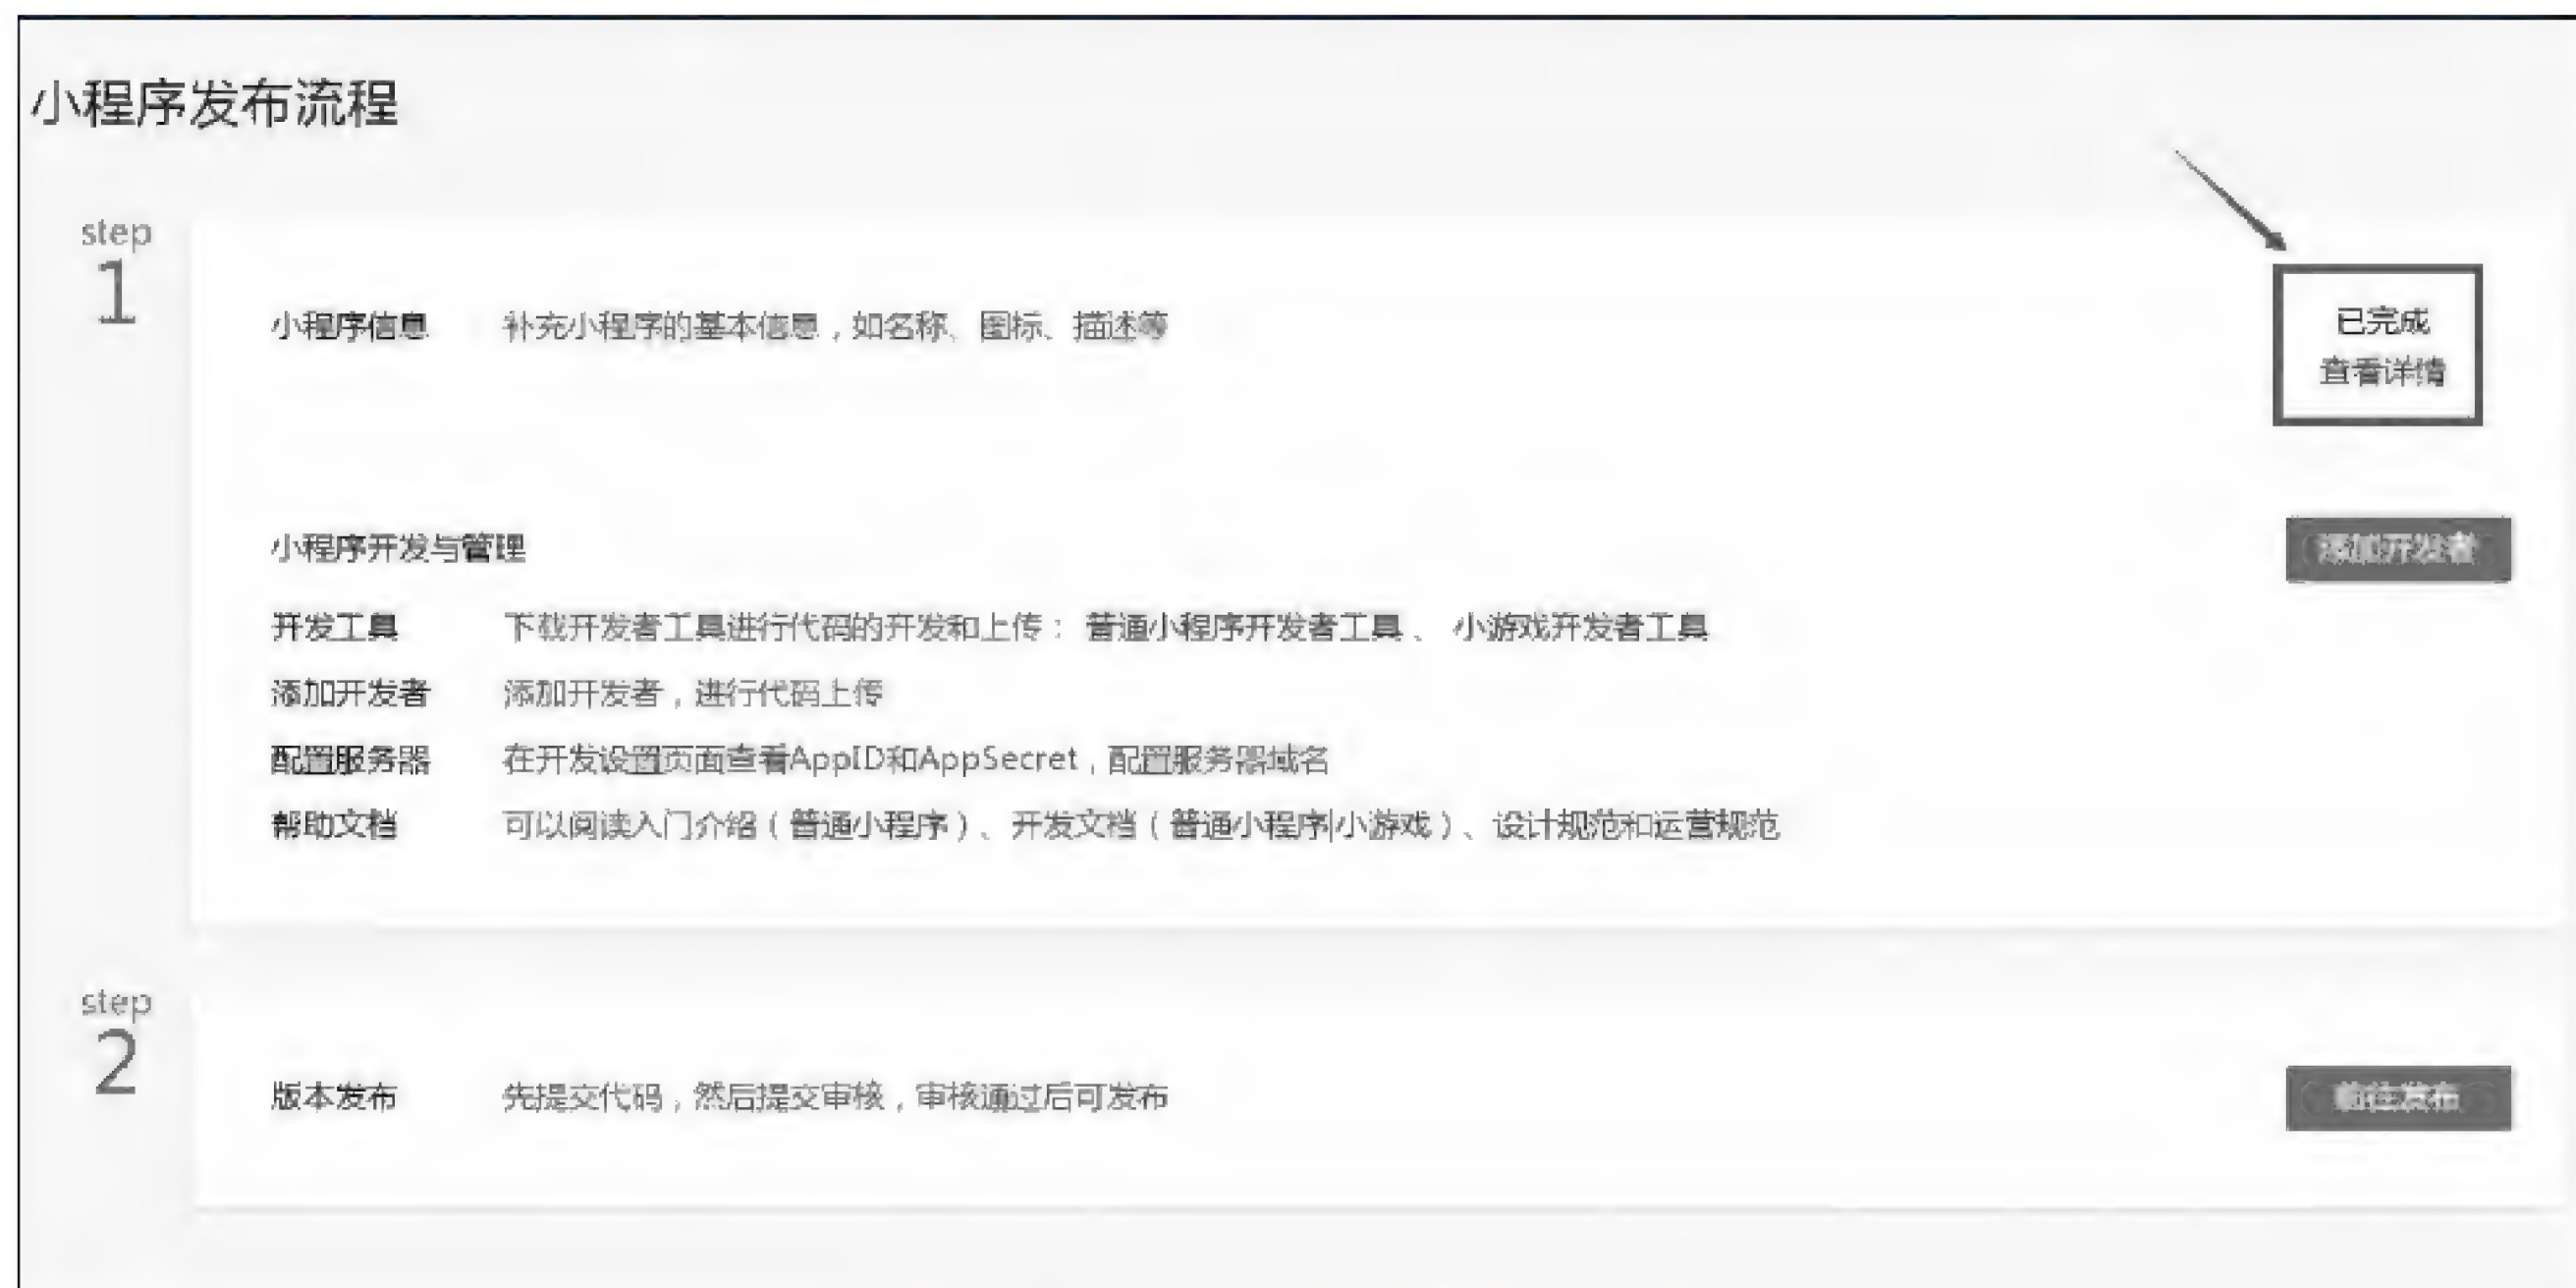 小程序发布流程
step
1
小程序信息 补充小程序的基本信息，如名称、图标、描述等
已完成
查看详情
小程序开发与管理
添加开发者
开发工具 下载开发者工具进行代码的开发和上传： 普通小程序开发者工具 、 小游戏开发者工具
添加开发者 添加开发者，进行代码上传
配置服务器 在开发设置页面查看AppID和AppSecret，配置服务器域名
帮助文档 可以阅读入门介绍（普通小程序）、开发文档（普通小程序|小游戏）、设计规范和运营规范
step
2
版本发布 先提交代码，然后提交审核，审核通过后可发布
前往发布